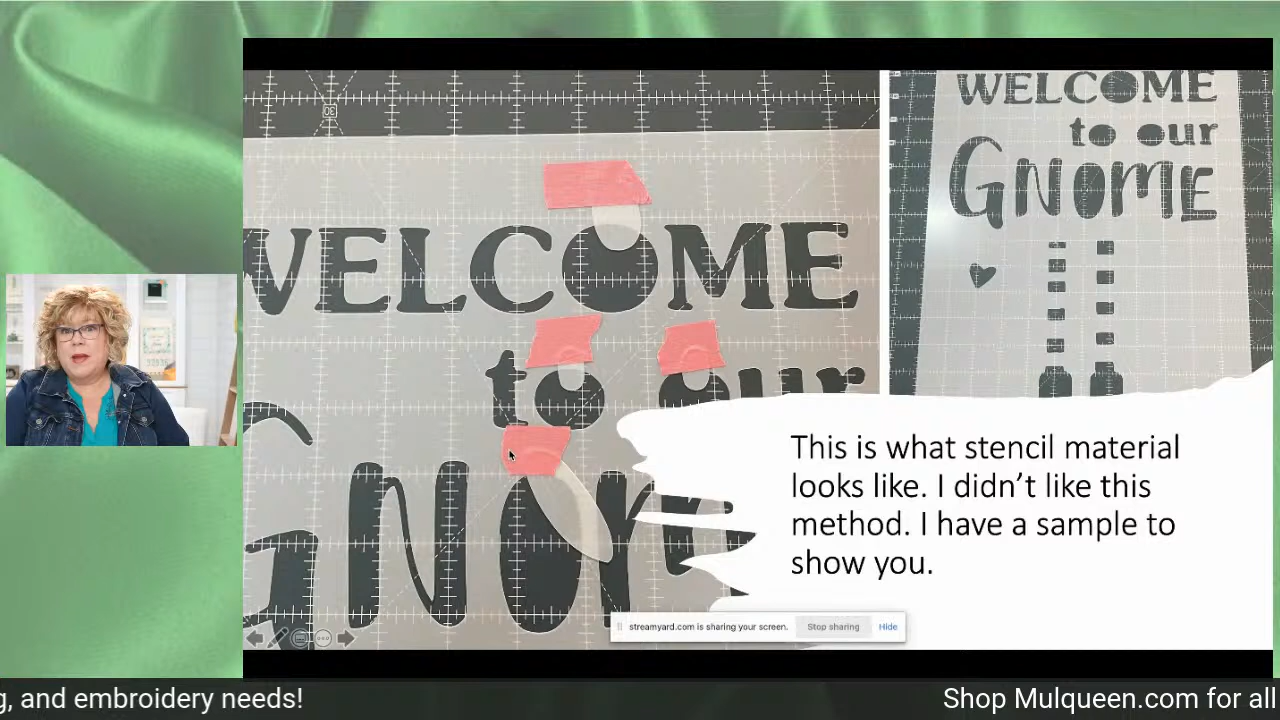 30
WELCOME
to our
GNOME
WELCOME
to our
GNOME
This is what stencil material
looks like. I didn’t like this
method. I have a sample to
show you.
streamyard.com is sharing your screen. Stop sharing Hide
g, and embroidery needs! Shop Mulqueen.com for all